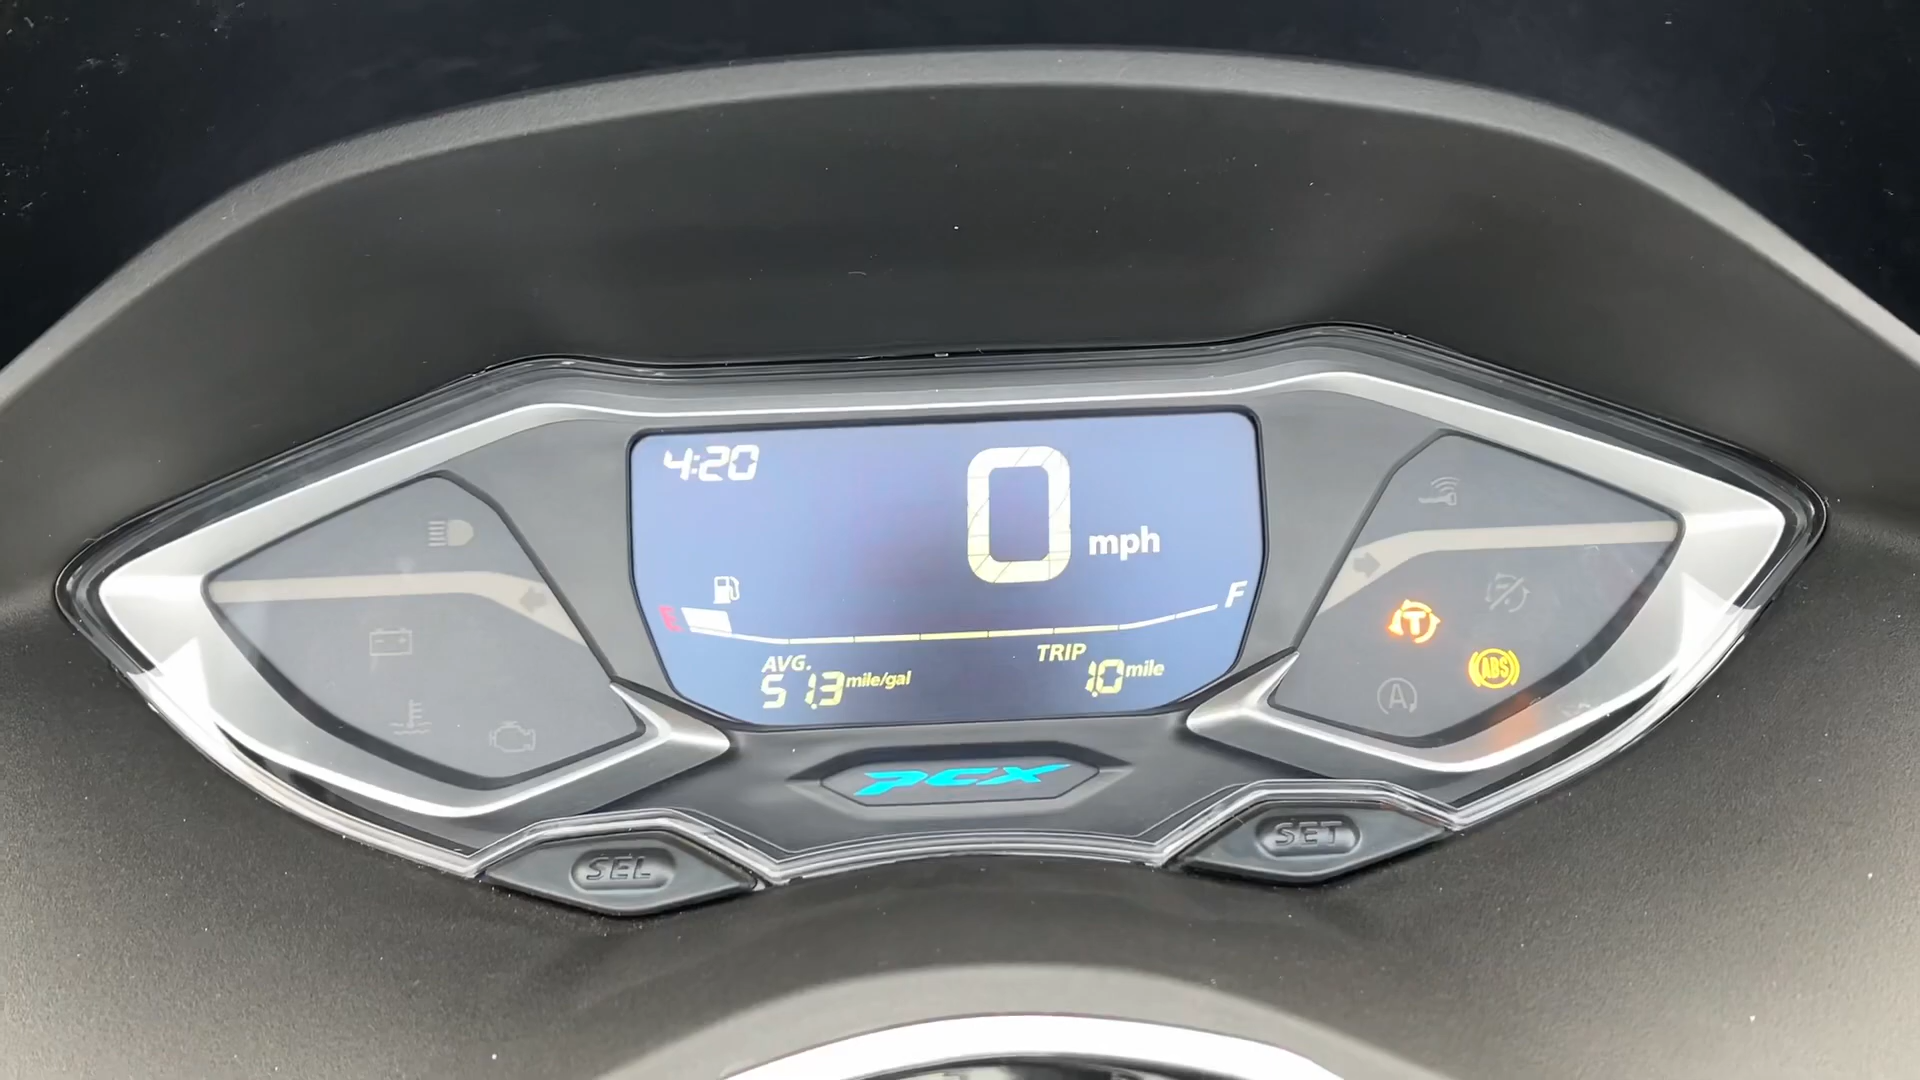 4:20
0 mph
E
F
AVG.
51.3 mile/gal
TRIP
1.0 mile
T
ABS
A
PCX
SEL
SET